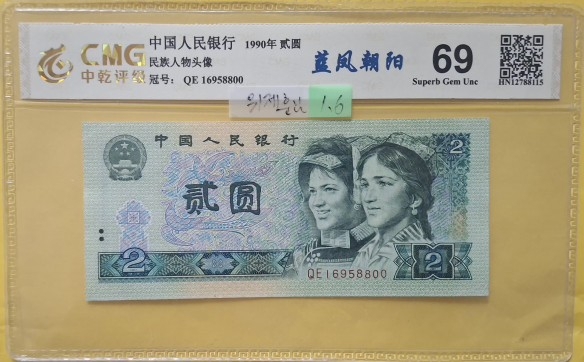 CMG
中乾评级
中国人民银行 1990年 贰圆
民族人物头像
冠号： QE 16958800
蓝凤朝阳
69
Superb Gem Unc
HN12788115
위제흔 1.6
中国人民银行
贰圆
2
QE16958800
2
2